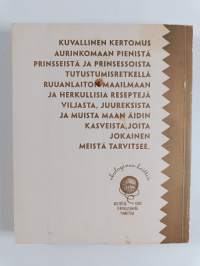 KUVALLINEN KERTOMUS
AURINKOMAAN PIENISTÄ
PRINSSEISTÄ JA PRINSESSOISTA
TUTUSTUMISRETKELLÄ
RUUANLAITON MAAILMAAN
JA HERKULLISIA RESEPTEJÄ
VILJASTA, JUUREKSISTA
JA MUISTA MAAN ÄIDIN
KASVEISTA, JOITA
JOKAINEN
MEISTÄ TARVITSEE.